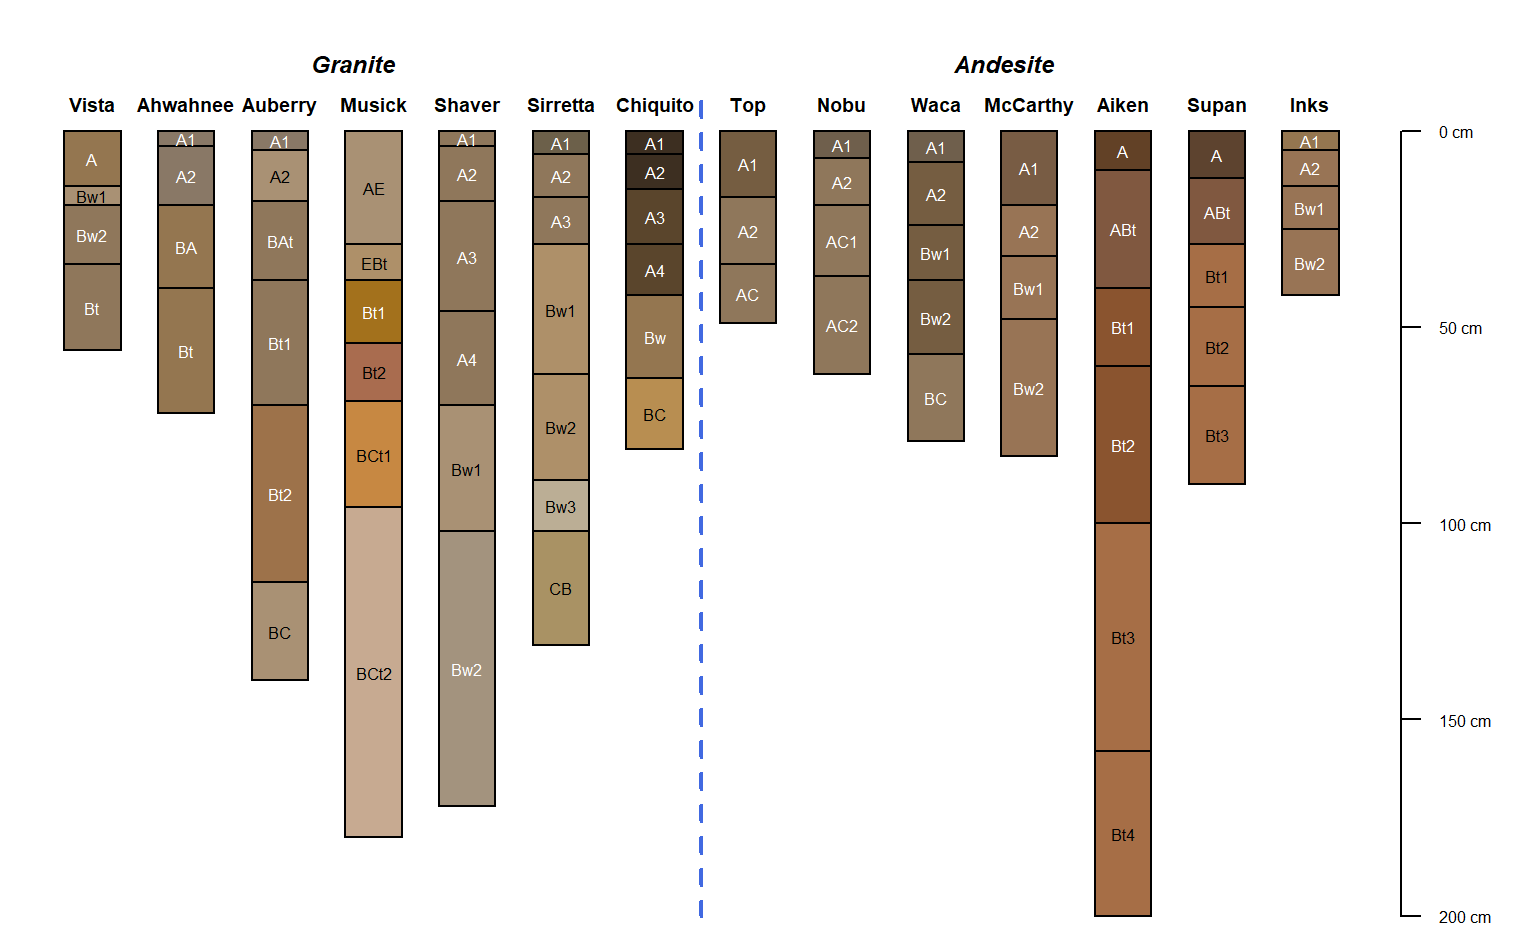 Granite
Andesite
Vista Ahwahnee Auberry Musick Shaver Sirretta Chiquito Top Nobu Waca McCarthy Aiken Supan Inks
A
Bw1
Bw2
Bt
A1
A2
BA
Bt
A1
A2
BAt
Bt1
Bt2
BC
AE
EBt
Bt1
Bt2
BCt1
BCt2
A1
A2
A3
A4
Bw1
Bw2
A1
A2
A3
Bw1
Bw2
Bw3
CB
A1
A2
A3
A4
Bw
BC
A1
A2
AC
A1
A2
AC1
AC2
A1
A2
Bw1
Bw2
BC
A1
A2
Bw1
Bw2
A
ABt
Bt1
Bt2
Bt3
Bt4
A
ABt
Bt1
Bt2
Bt3
A1
A2
Bw1
Bw2
0 cm
50 cm
100 cm
150 cm
200 cm